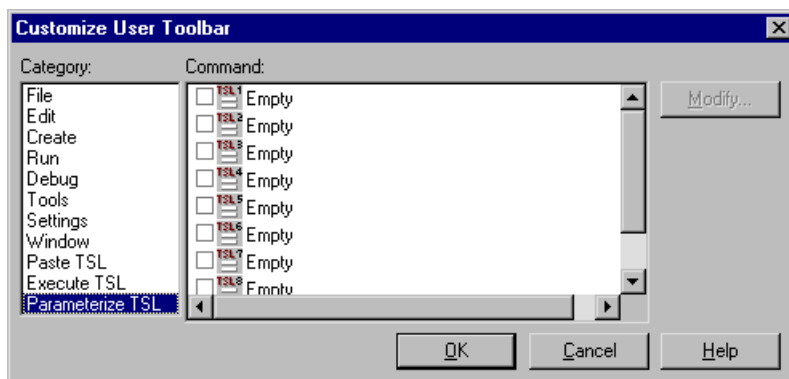 Customize User Toolbar
Category:
Command:
File
Edit
Create
Run
Debug
Tools
Settings
Window
Paste TSL
Execute TSL
Parameterize TSL
TSL1 Empty
TSL2 Empty
TSL3 Empty
TSL4 Empty
TSL5 Empty
TSL6 Empty
TSL7 Empty
TSL8 Empty
Modify...
OK
Cancel
Help